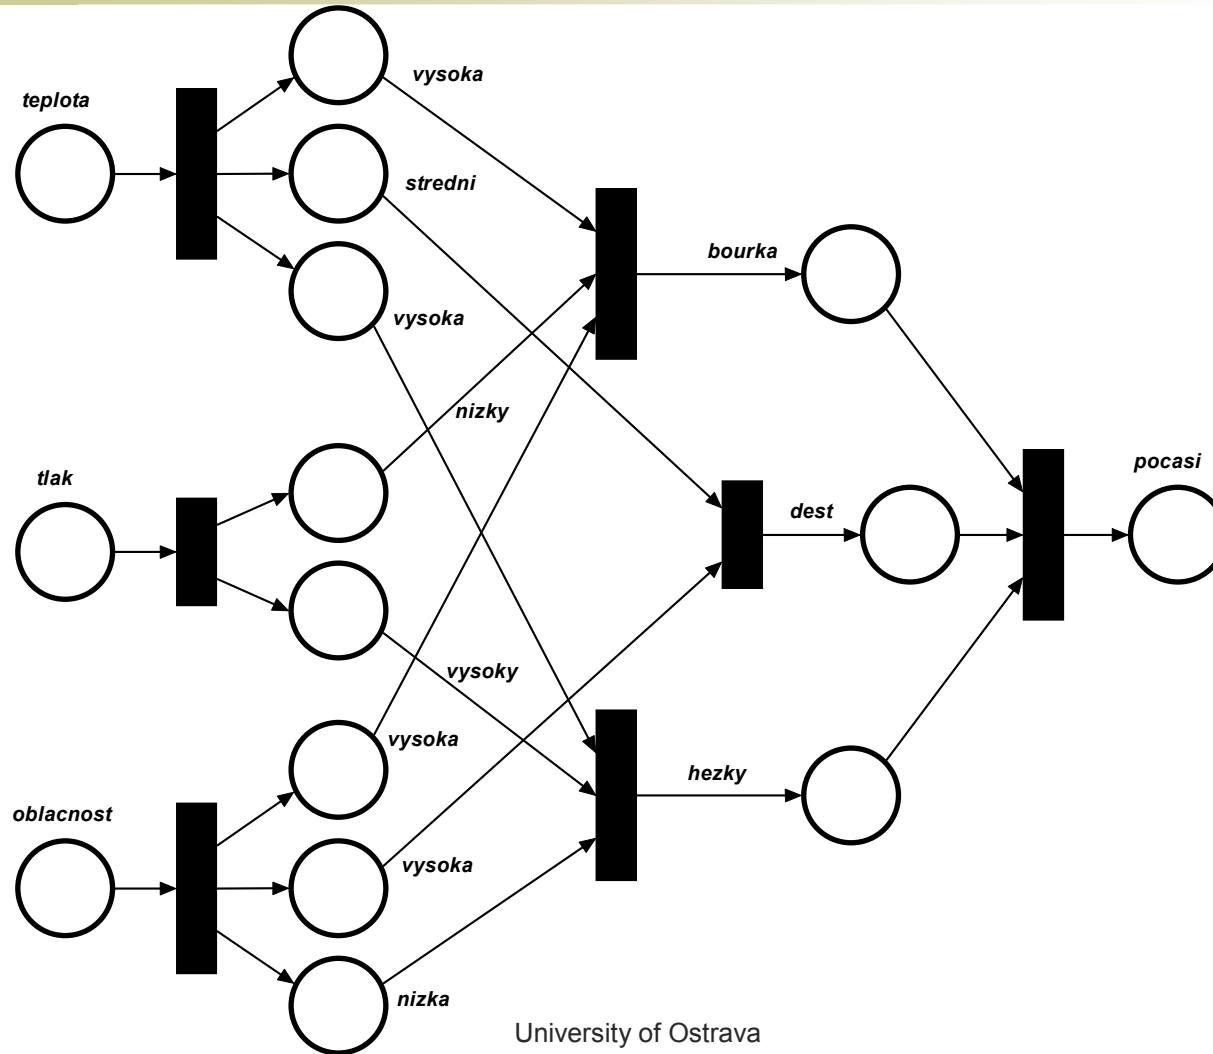 vysoka
teplota
stredni
bourka
vysoka
nizky
tlak
pocasi
dest
vysoky
vysoka
hezky
oblacnost
vysoka
nizka
University of Ostrava